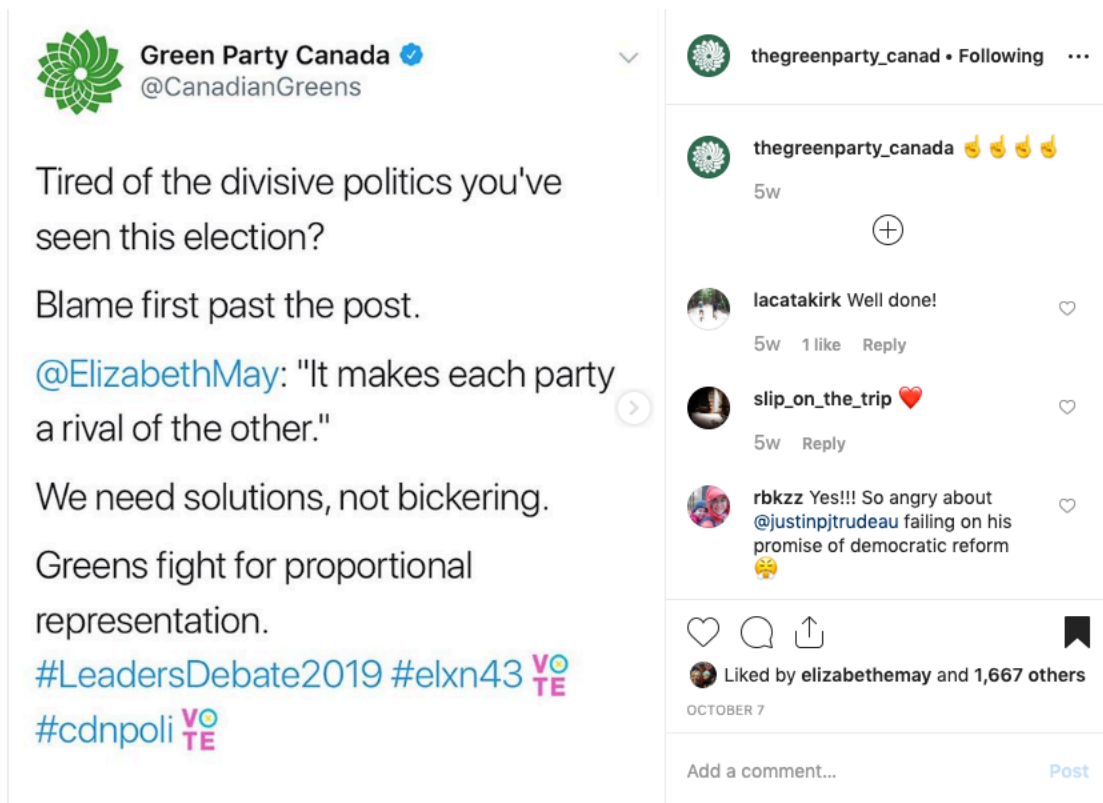 Green Party Canada
@CanadianGreens
Tired of the divisive politics you've
seen this election?
Blame first past the post.
@ElizabethMay: "It makes each party
a rival of the other."
We need solutions, not bickering.
Greens fight for proportional
representation.
#LeadersDebate2019 #elxn43 VOTE
#cdnpoli VOTE
thegreenparty_canad • Following
thegreenparty_canada ☝☝☝☝
5w
lacatakirk Well done!
5w 1 like Reply
slip_on_the_trip ❤️
5w Reply
rbkzz Yes!!! So angry about
@justinpjtrudeau failing on his
promise of democratic reform
😤
Liked by elizabethemay and 1,667 others
OCTOBER 7
Add a comment... Post